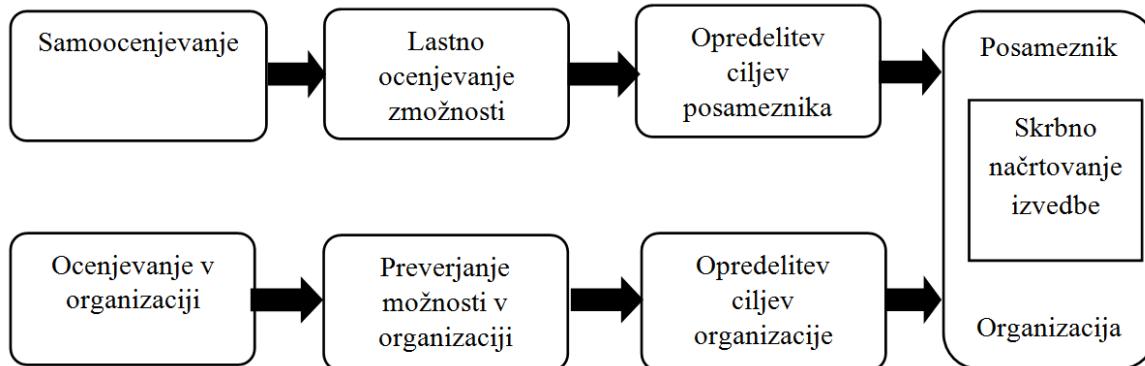 Samoocenjevanje
Lastno
ocenjevanje
zmožnosti
Opredelitev
ciljev
posameznika
Posameznik
Skrbno
načrtovanje
izvedbe
Organizacija
Ocenjevanje v
organizaciji
Preverjanje
možnosti v
organizaciji
Opredelitev
ciljev
organizacije